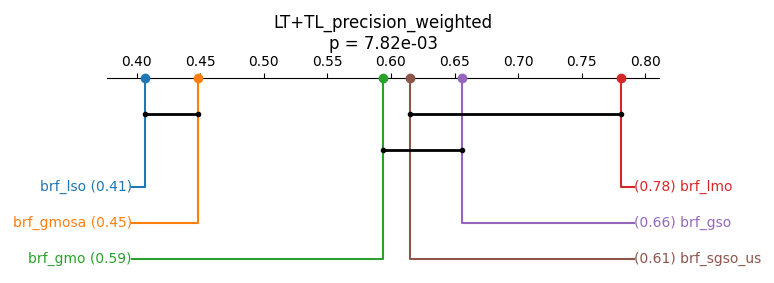 LT+TL_precision_weighted
p = 7.82e-03
0.40 0.45 0.50 0.55 0.60 0.65 0.70 0.75 0.80
brf_lso (0.41) (0.78) brf_lmo
brf_gmosa (0.45) (0.66) brf_gso
brf_gmo (0.59) (0.61) brf_sgso_us